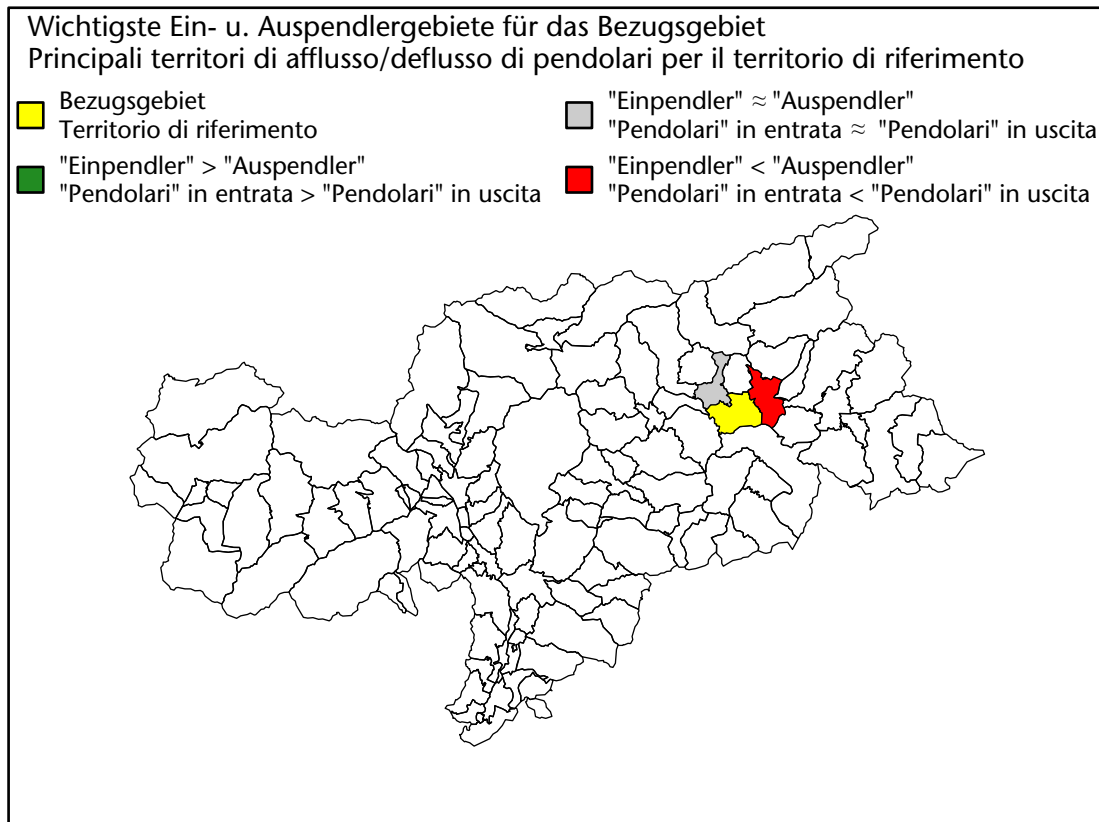 Wichtigste Ein- u. Auspendlergebiete für das Bezugsgebiet
Principali territori di afflusso/deflusso di pendolari per il territorio di riferimento
Bezugsgebiet
Territorio di riferimento
"Einpendler" > "Auspendler"
"Pendolari" in entrata > "Pendolari" in uscita
"Einpendler" ≈ "Auspendler"
"Pendolari" in entrata ≈ "Pendolari" in uscita
"Einpendler" < "Auspendler"
"Pendolari" in entrata < "Pendolari" in uscita